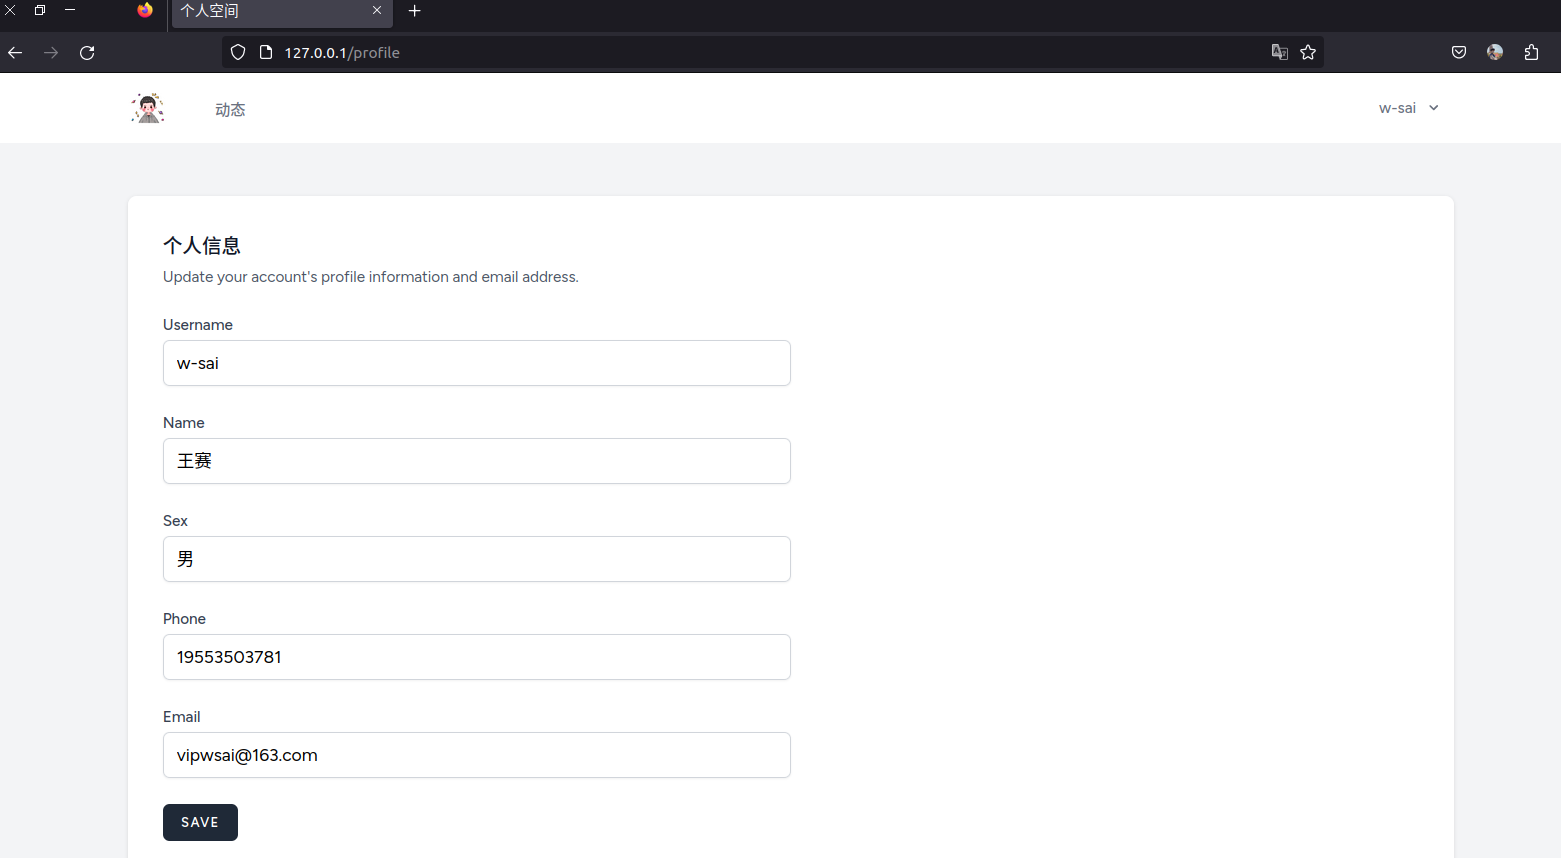 个人空间
127.0.0.1/profile
动态
w-sai
个人信息
Update your account's profile information and email address.
Username
w-sai
Name
王赛
Sex
男
Phone
19553503781
Email
vipwsai@163.com
SAVE